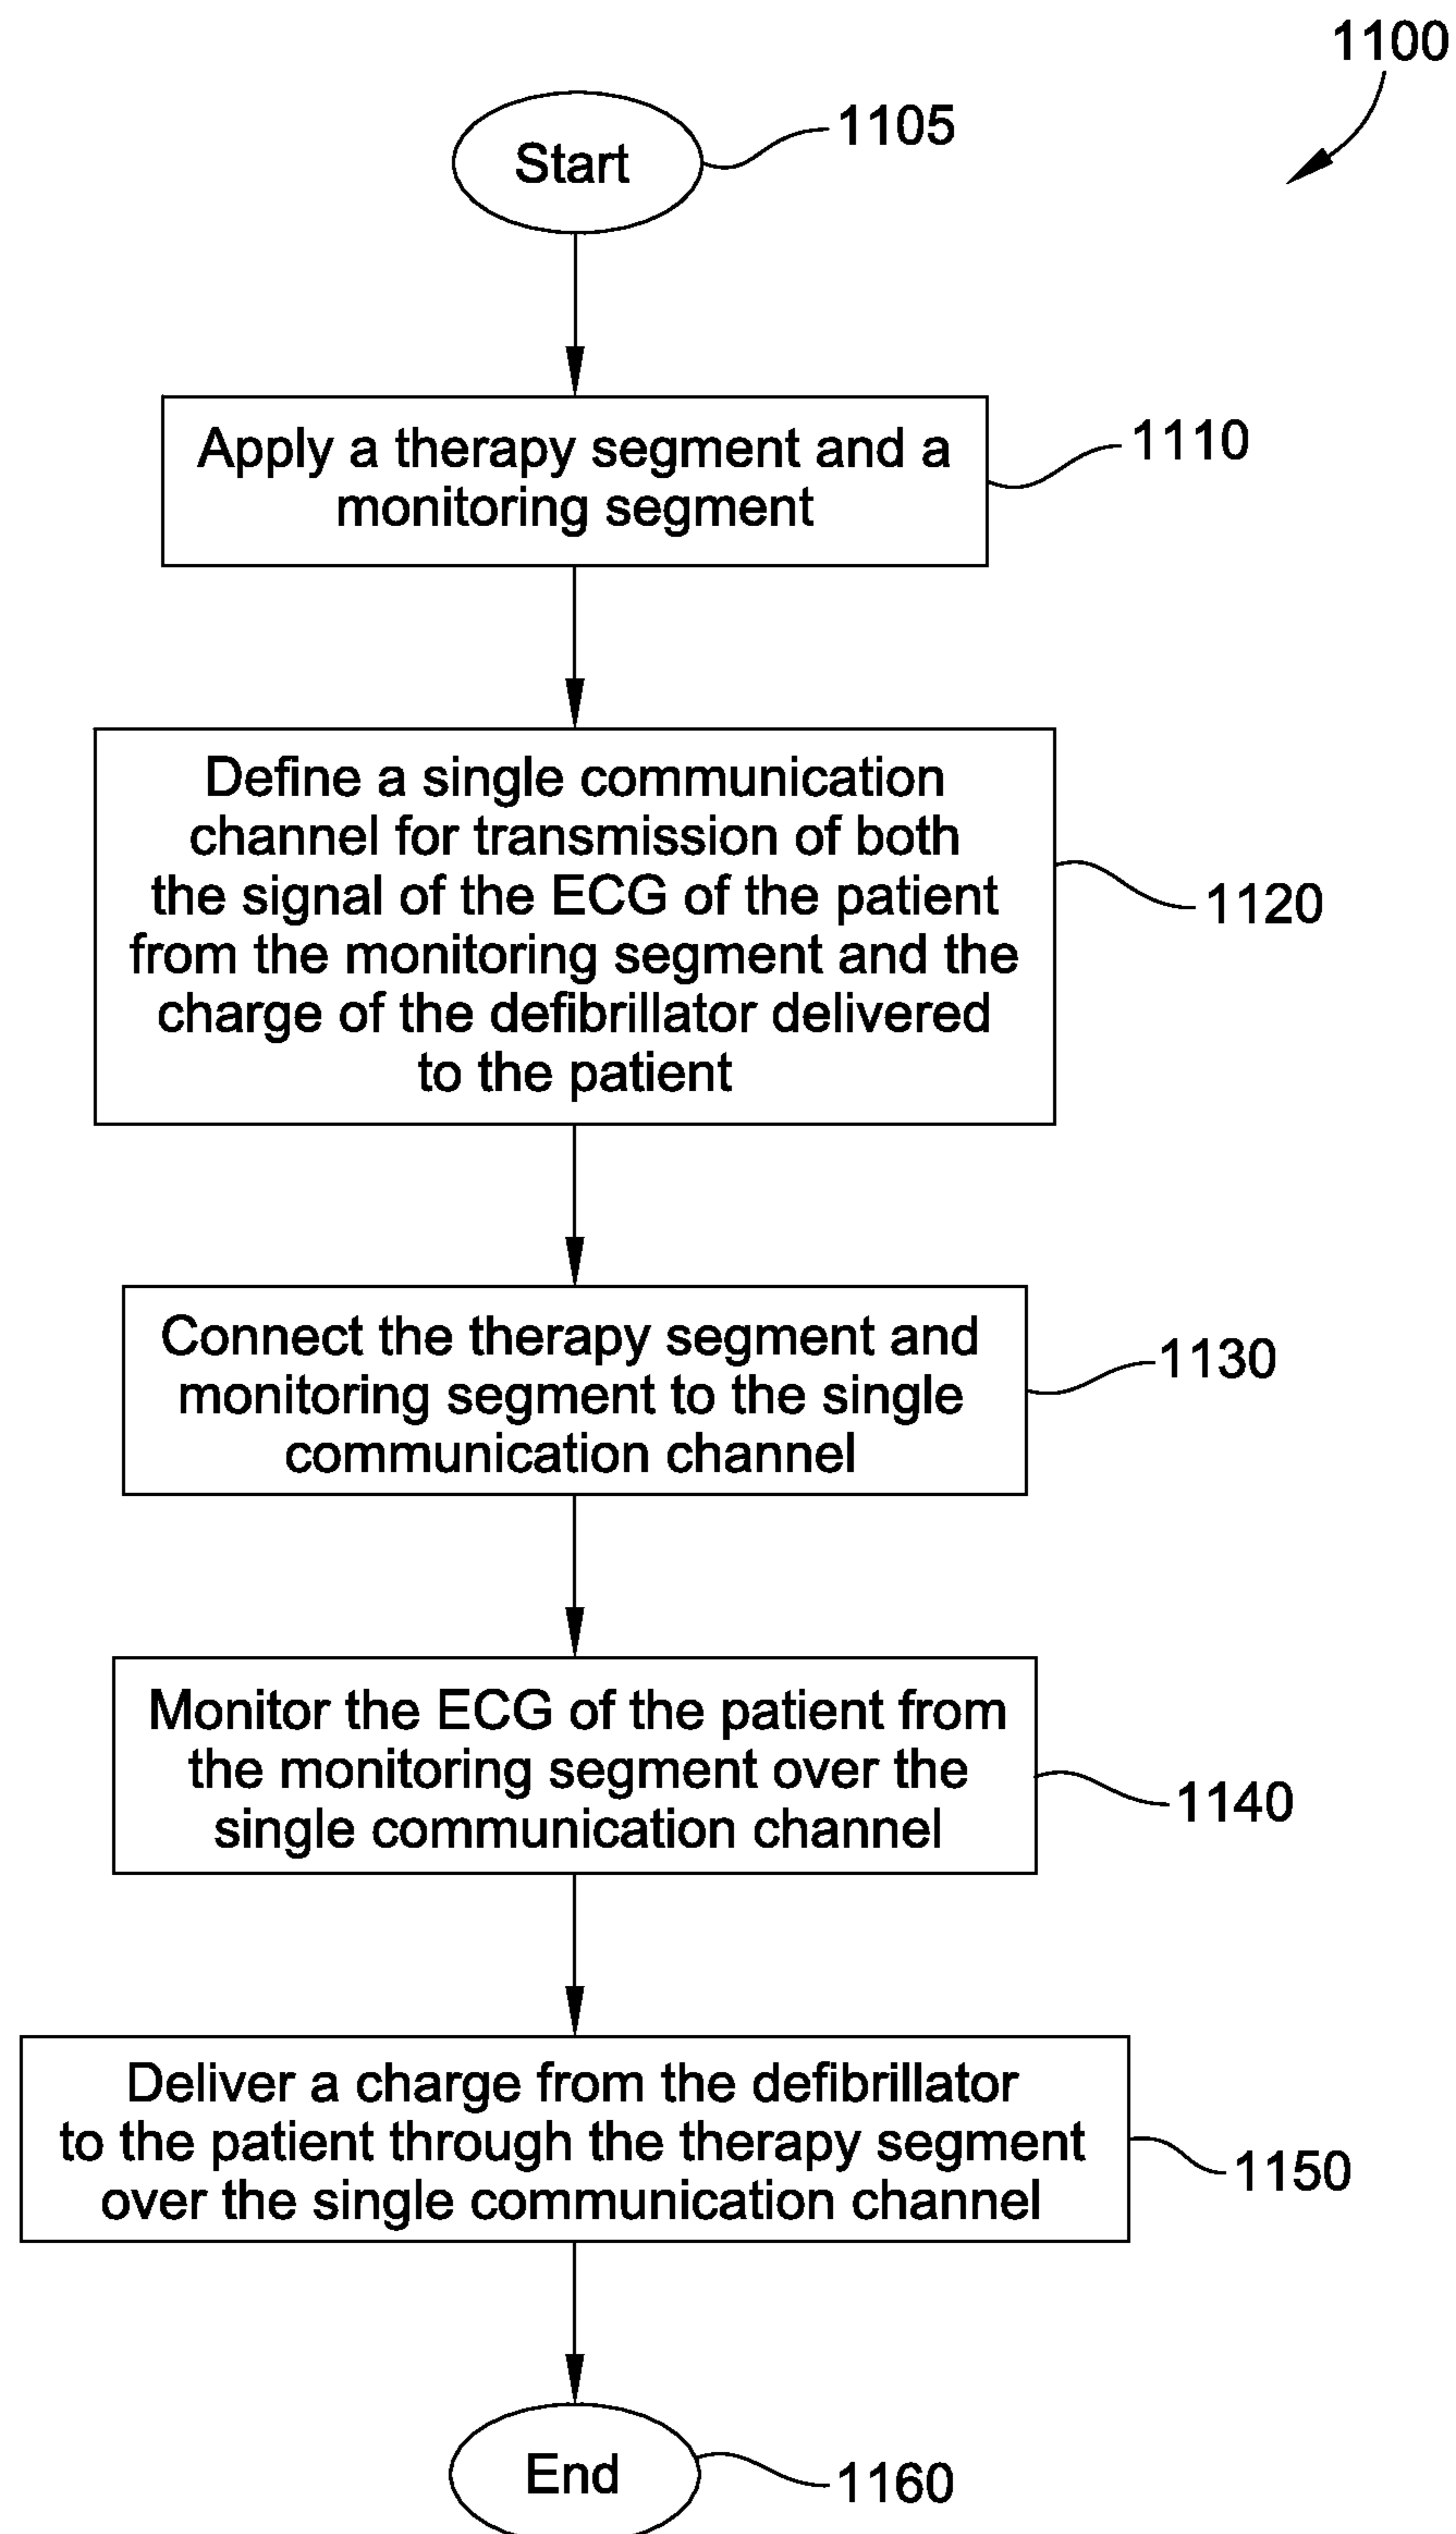 1100
Start
1105
Apply a therapy segment and a
monitoring segment
1110
Define a single communication
channel for transmission of both
the signal of the ECG of the patient
from the monitoring segment and the
charge of the defibrillator delivered
to the patient
1120
Connect the therapy segment and
monitoring segment to the single
communication channel
1130
Monitor the ECG of the patient from
the monitoring segment over the
single communication channel
1140
Deliver a charge from the defibrillator
to the patient through the therapy segment
over the single communication channel
1150
End
1160